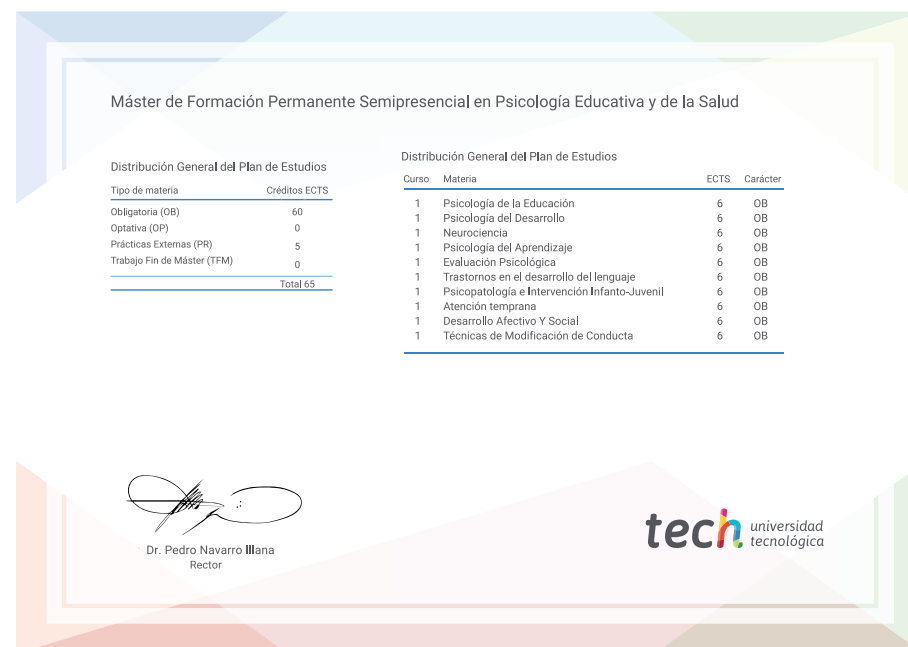 Máster de Formación Permanente Semipresencial en Psicología Educativa y de la Salud
Distribución General del Plan de Estudios
Tipo de materia Créditos ECTS
Obligatoria (OB) 60
Optativa (OP) 0
Prácticas Externas (PR) 5
Trabajo Fin de Máster (TFM) 0
Total 65
Distribución General del Plan de Estudios
Curso Materia ECTS Carácter
1 Psicología de la Educación 6 OB
1 Psicología del Desarrollo 6 OB
1 Neurociencia 6 OB
1 Psicología del Aprendizaje 6 OB
1 Evaluación Psicológica 6 OB
1 Trastornos en el desarrollo del lenguaje 6 OB
1 Psicopatología e Intervención Infanto-Juvenil 6 OB
1 Atención temprana 6 OB
1 Desarrollo Afectivo Y Social 6 OB
1 Técnicas de Modificación de Conducta 6 OB
Dr. Pedro Navarro Illana
Rector
tech universidad
tecnológica